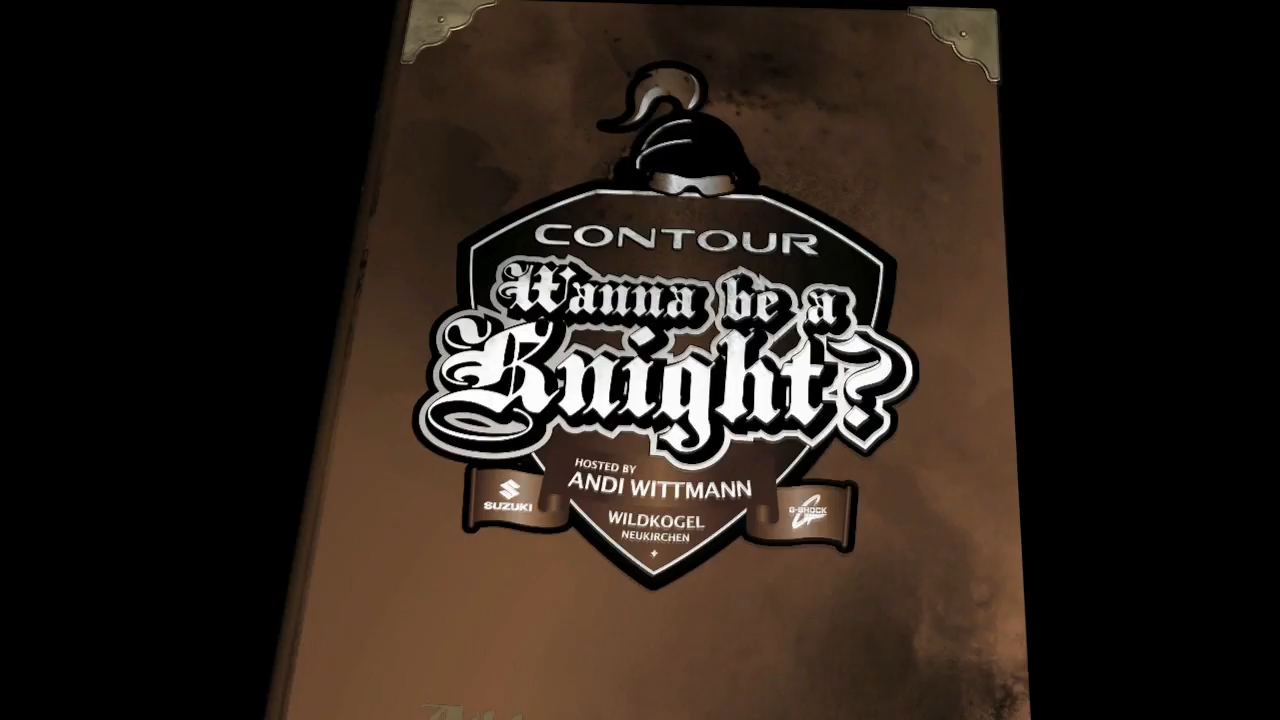 CONTOUR
Wanna be a
Knight?
HOSTED BY
ANDI WITTMANN
SUZUKI
G-SHOCK
WILDKOGEL
NEUKIRCHEN